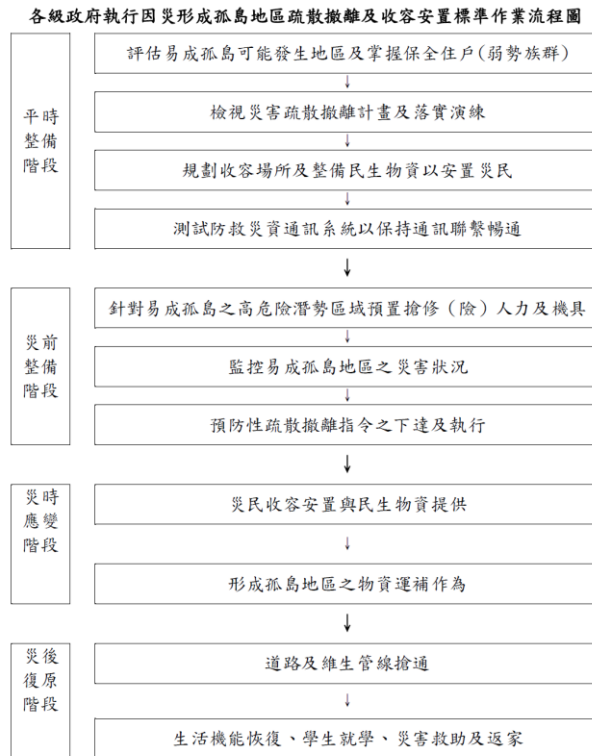 各級政府執行因災形成孤島地區疏散撤離及收容安置標準作業流程圖
平時
整備
階段
評估易成孤島可能發生地區及掌握保全住戶(弱勢族群)
↓
檢視災害疏散撤離計畫及落實演練
↓
規劃收容場所及整備民生物資以安置災民
↓
測試防救災資通訊系統以保持通訊聯繫暢通
↓
災前
整備
階段
針對易成孤島之高危險潛勢區域預置搶修（險）人力及機具
↓
監控易成孤島地區之災害狀況
↓
預防性疏散撤離指令之下達及執行
↓
災時
應變
階段
災民收容安置與民生物資提供
↓
形成孤島地區之物資運補作為
↓
災後
復原
階段
道路及維生管線搶通
↓
生活機能恢復、學生就學、災害救助及返家